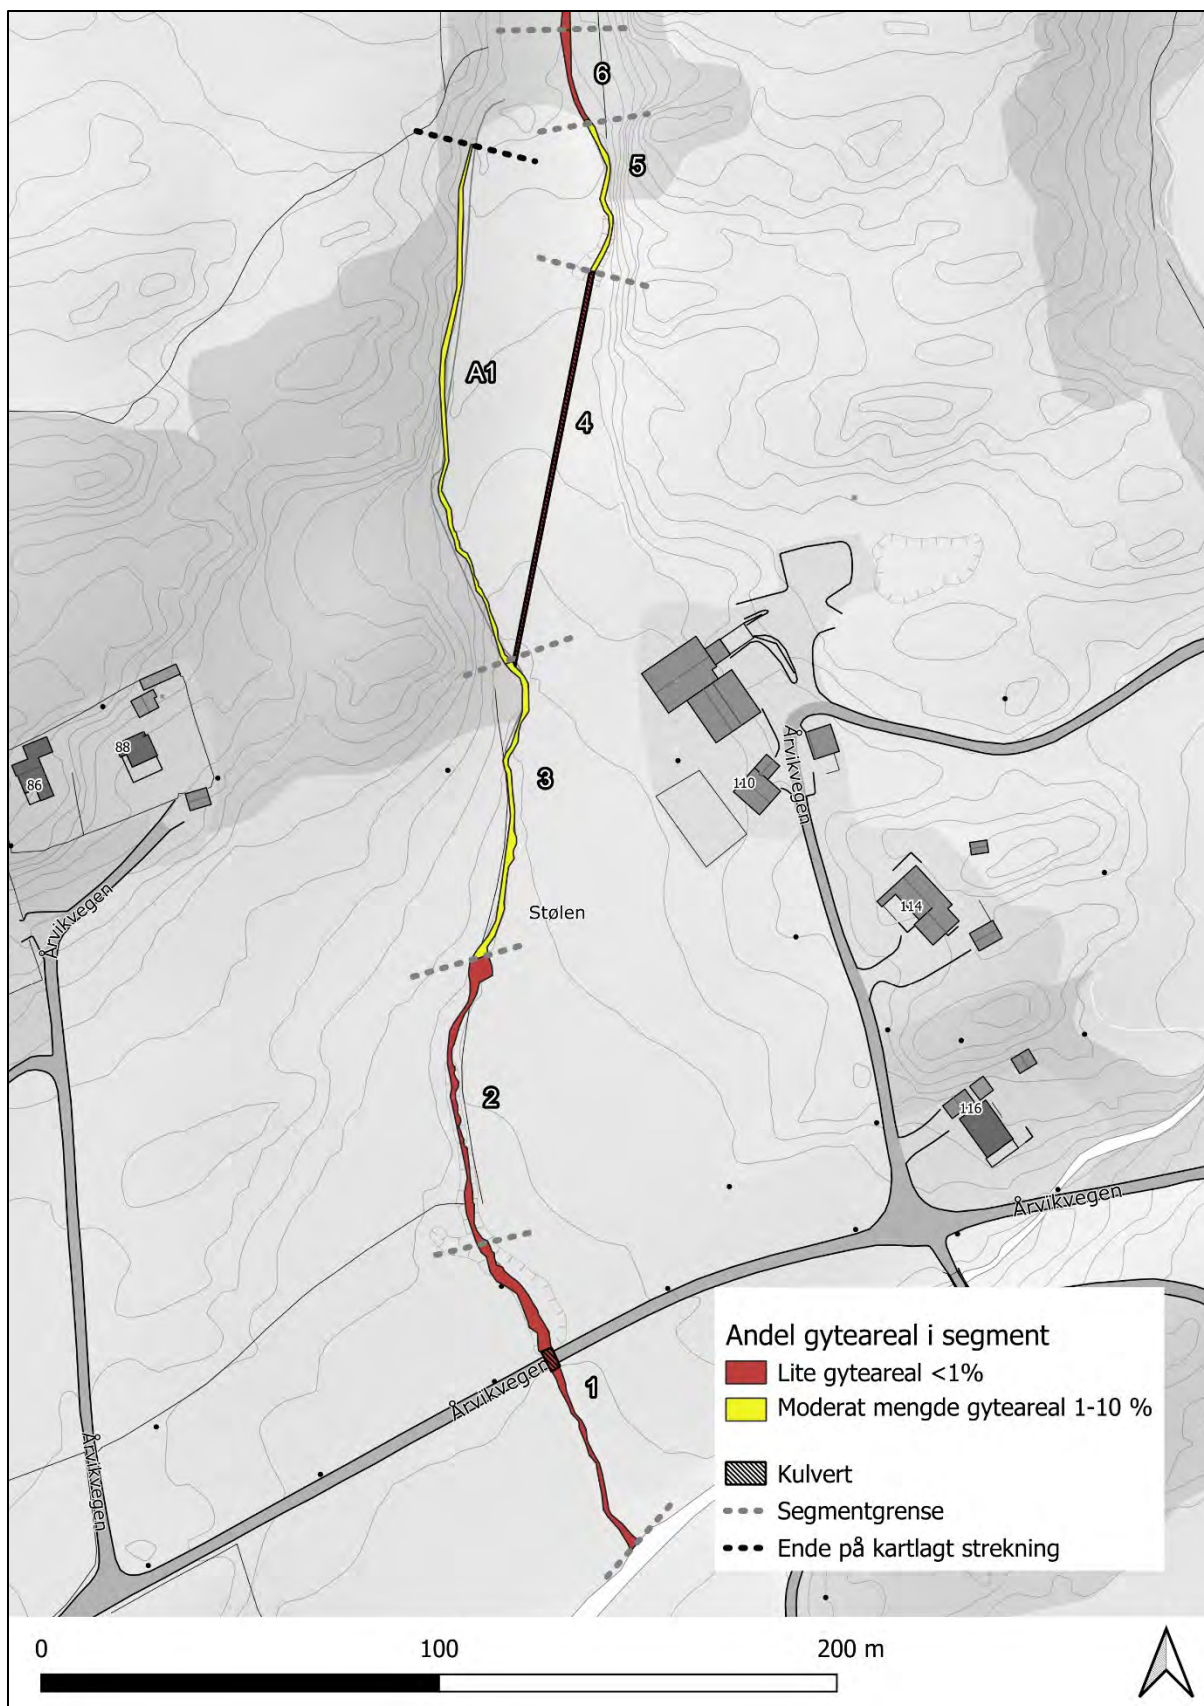 6
5
A1
4
88
86
3
110
Årvikvegen
114
Årvikvegen
Stølen
2
116
Årvikvegen
Andel gyteareal i segment
Lite gyteareal <1%
Moderat mengde gyteareal 1-10 %
Kulvert
Segmentgrense
Ende på kartlagt strekning
Årvikvegen
1
Årvikvegen
0
100
200 m